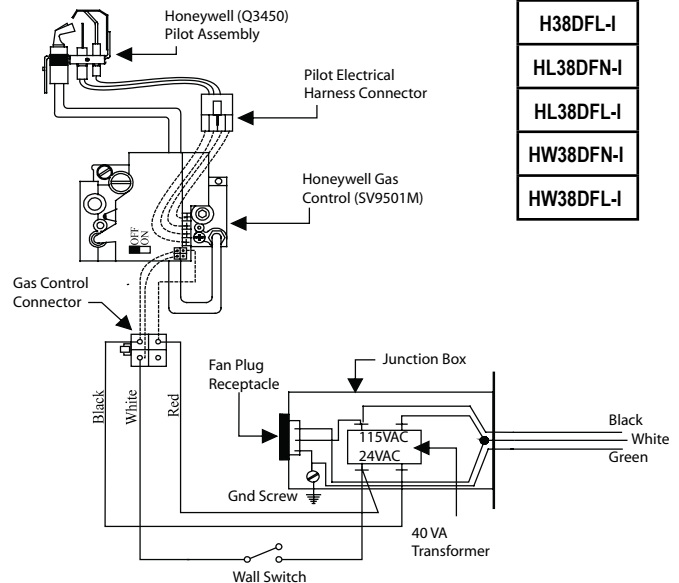 Honeywell (Q3450)
Pilot Assembly
H38DFL-I
HL38DFN-I
HL38DFL-I
HW38DFN-I
HW38DFL-I
Pilot Electrical
Harness Connector
Honeywell Gas
Control (SV9501M)
OFF
ON
Gas Control
Connector
Black
White
Red
Fan Plug
Receptacle
Junction Box
115VAC
24VAC
Gnd Screw
Black
White
Green
40 VA
Transformer
Wall Switch